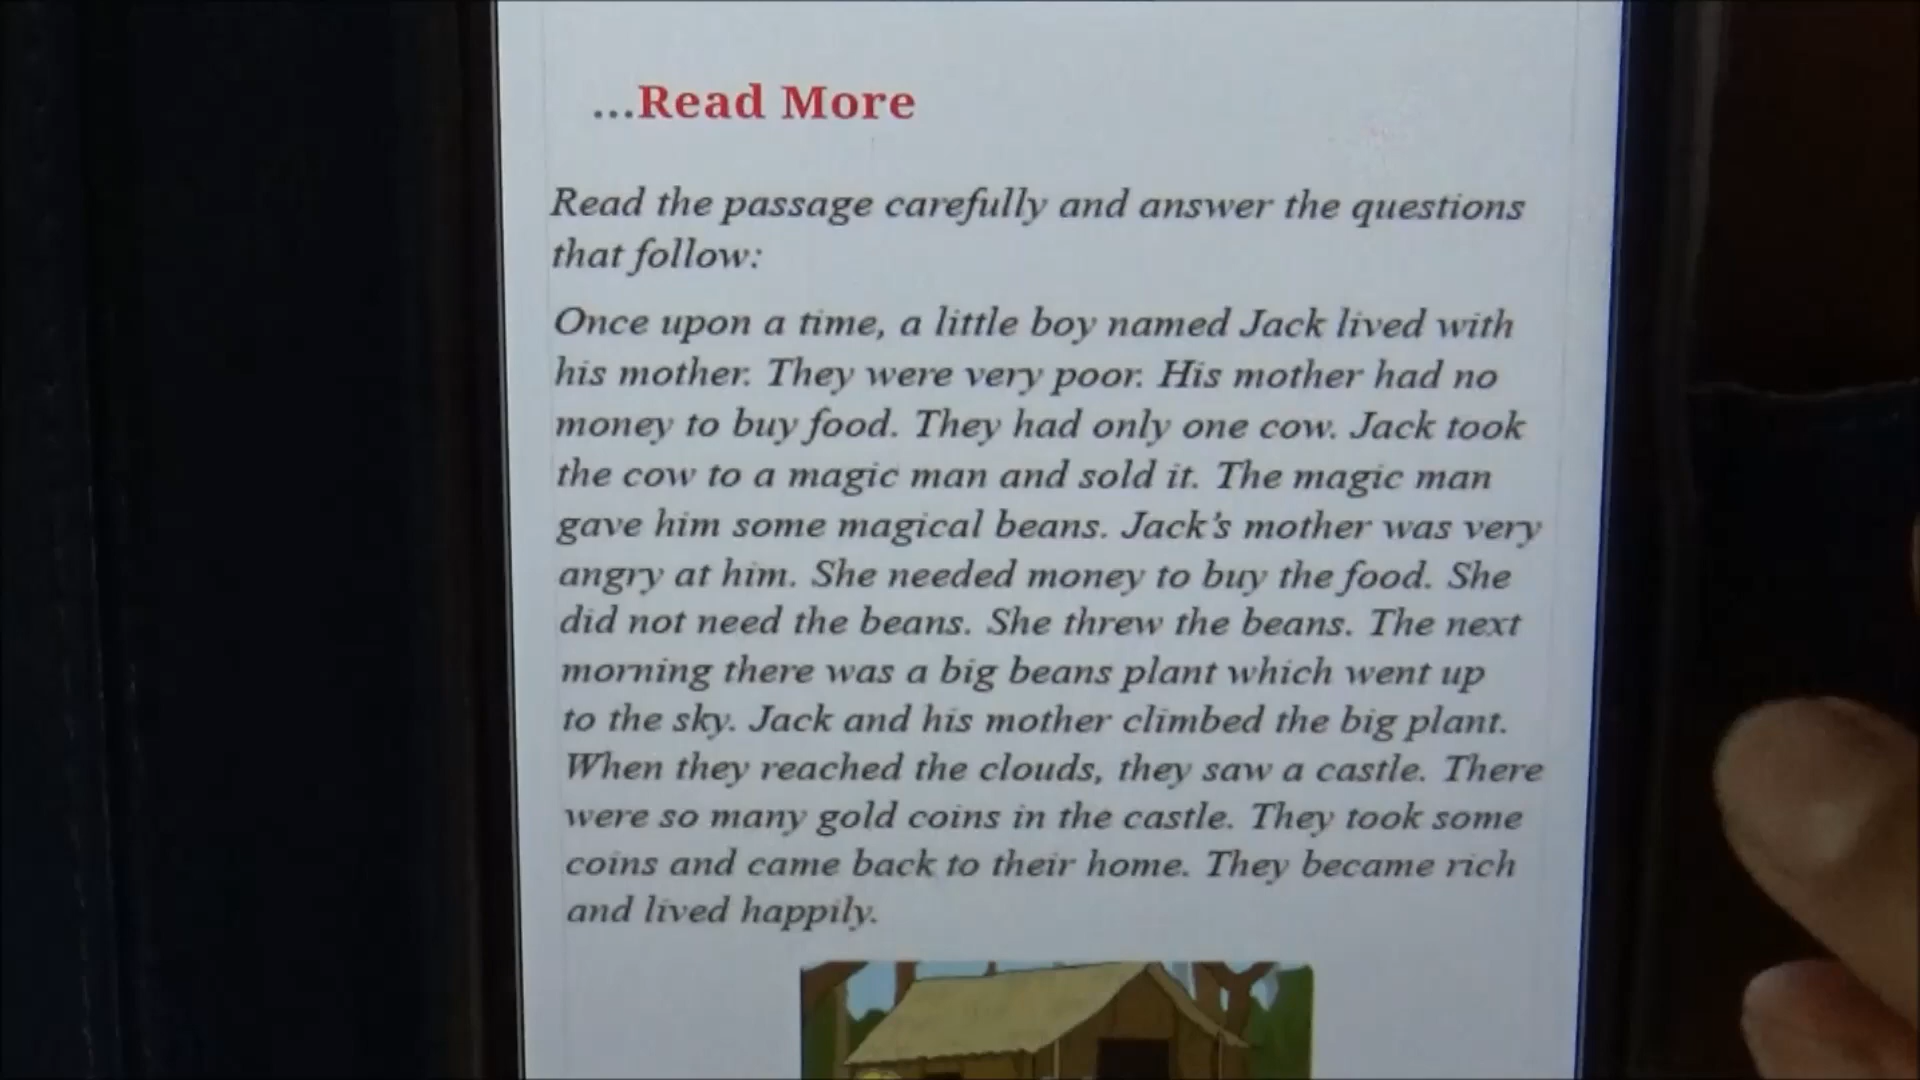 ...Read More
Read the passage carefully and answer the questions
that follow:
Once upon a time, a little boy named Jack lived with
his mother. They were very poor. His mother had no
money to buy food. They had only one cow. Jack took
the cow to a magic man and sold it. The magic man
gave him some magical beans. Jack's mother was very
angry at him. She needed money to buy the food. She
did not need the beans. She threw the beans. The next
morning there was a big beans plant which went up
to the sky. Jack and his mother climbed the big plant.
When they reached the clouds, they saw a castle. There
were so many gold coins in the castle. They took some
coins and came back to their home. They became rich
and lived happily.